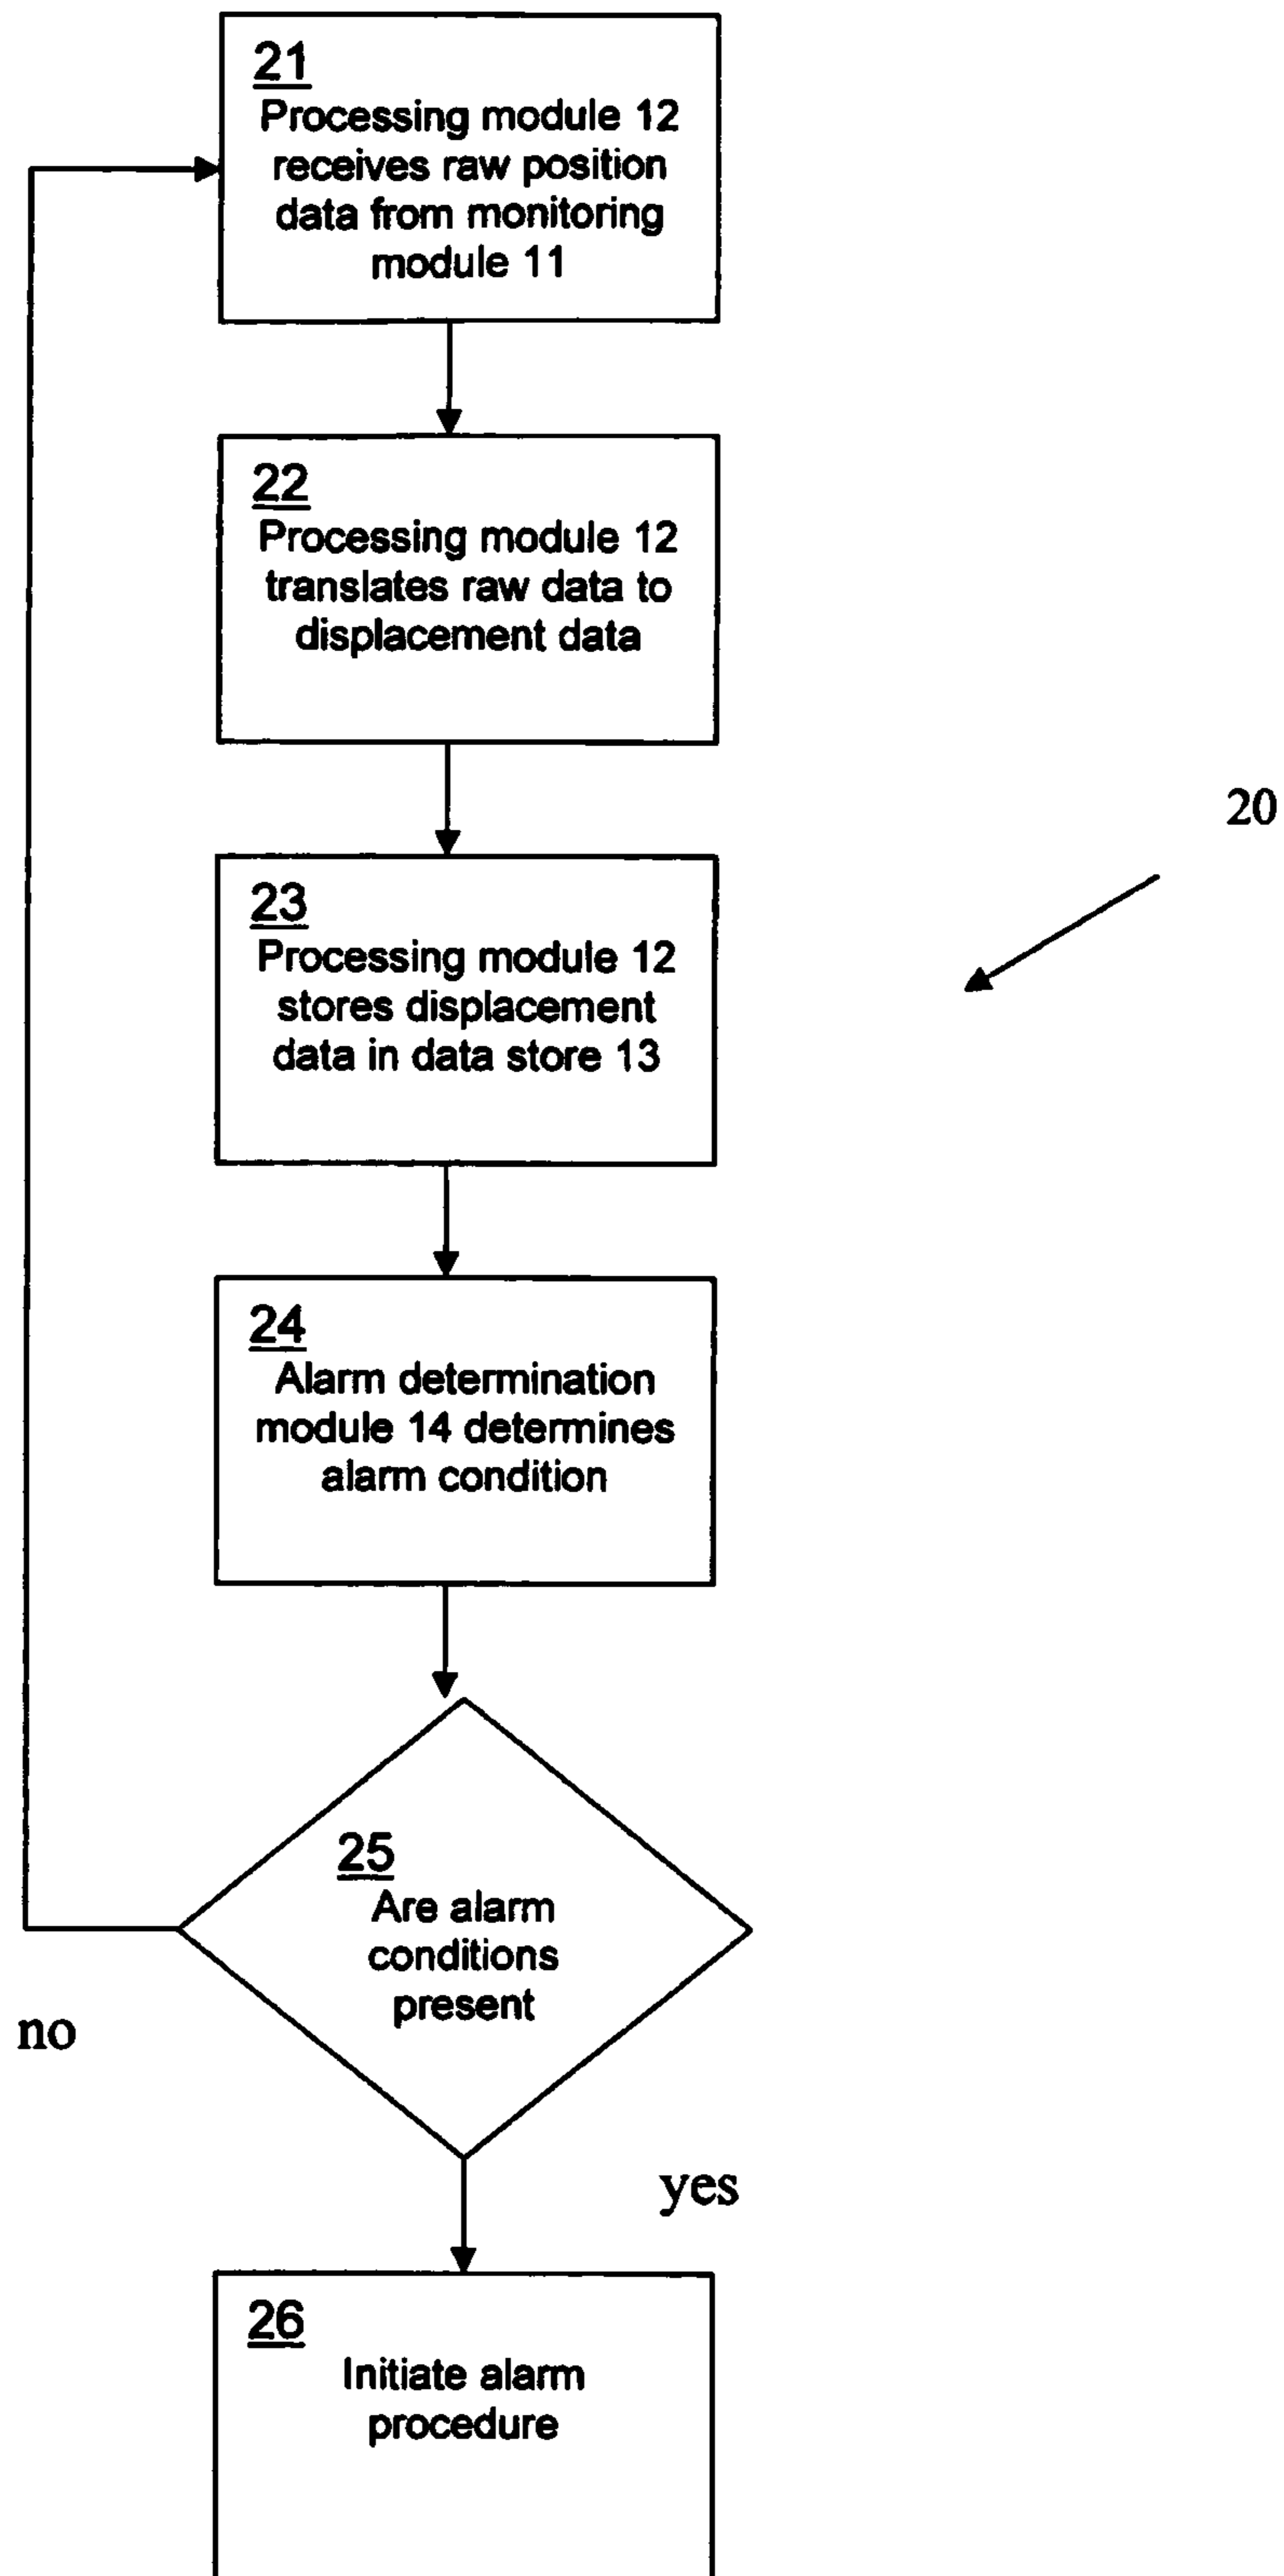 21
Processing module 12
receives raw position
data from monitoring
module 11
22
Processing module 12
translates raw data to
displacement data
20
23
Processing module 12
stores displacement
data in data store 13
24
Alarm determination
module 14 determines
alarm condition
25
Are alarm
conditions
present
no
yes
26
Initiate alarm
procedure